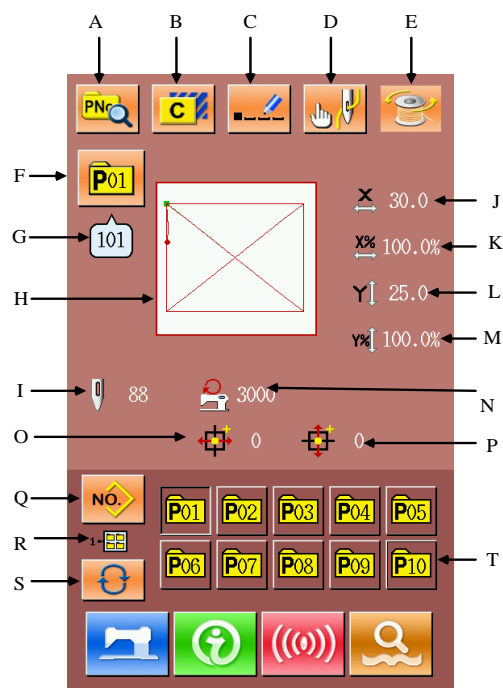 A B C D E
PNo. C
F P01
G 101
H
X 30.0 J
X% 100.0% K
Y 25.0 L
Y% 100.0% M
I 88 3000 N
O 0 0 P
Q NO. P01 P02 P03 P04 P05
R 1
S P06 P07 P08 P09 P10 T